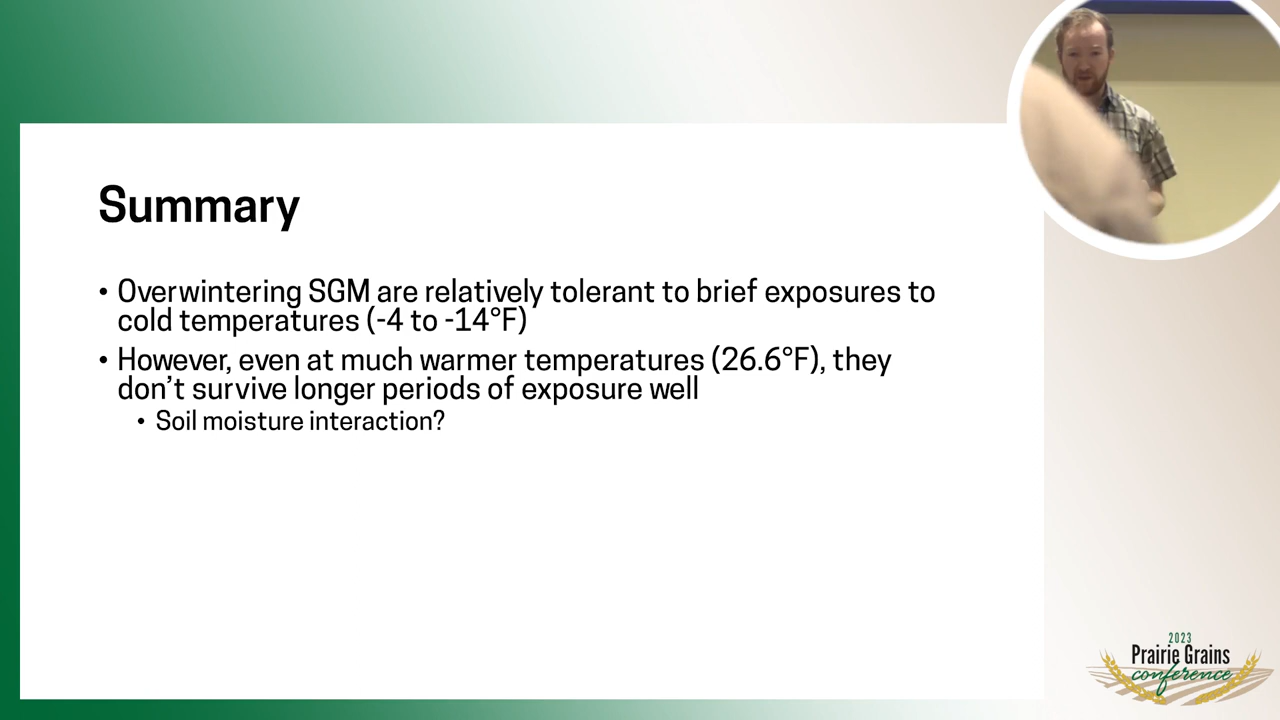 Summary
• Overwintering SGM are relatively tolerant to brief exposures to
cold temperatures (-4 to -14°F)
• However, even at much warmer temperatures (26.6°F), they
don’t survive longer periods of exposure well
• Soil moisture interaction?
2023
Prairie Grains
conference